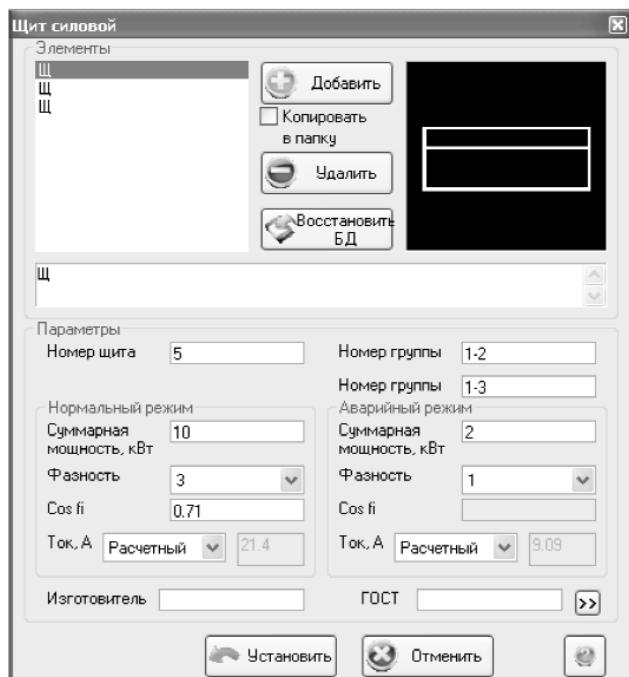 Щит силовой
Элементы
Щ
Щ
Щ
Добавить
Копировать
в папку
Удалить
Восстановить
БД
Щ
Параметры
Номер щита 5 Номер группы 1-2
Номер группы 1-3
Нормальный режим
Суммарная
мощность, кВт 10
Фазность 3
Cos fi 0.71
Ток, А Расчетный 21.4
Аварийный режим
Суммарная
мощность, кВт 2
Фазность 1
Cos fi
Ток, А Расчетный 9.09
Изготовитель ГОСТ >>
Установить Отменить